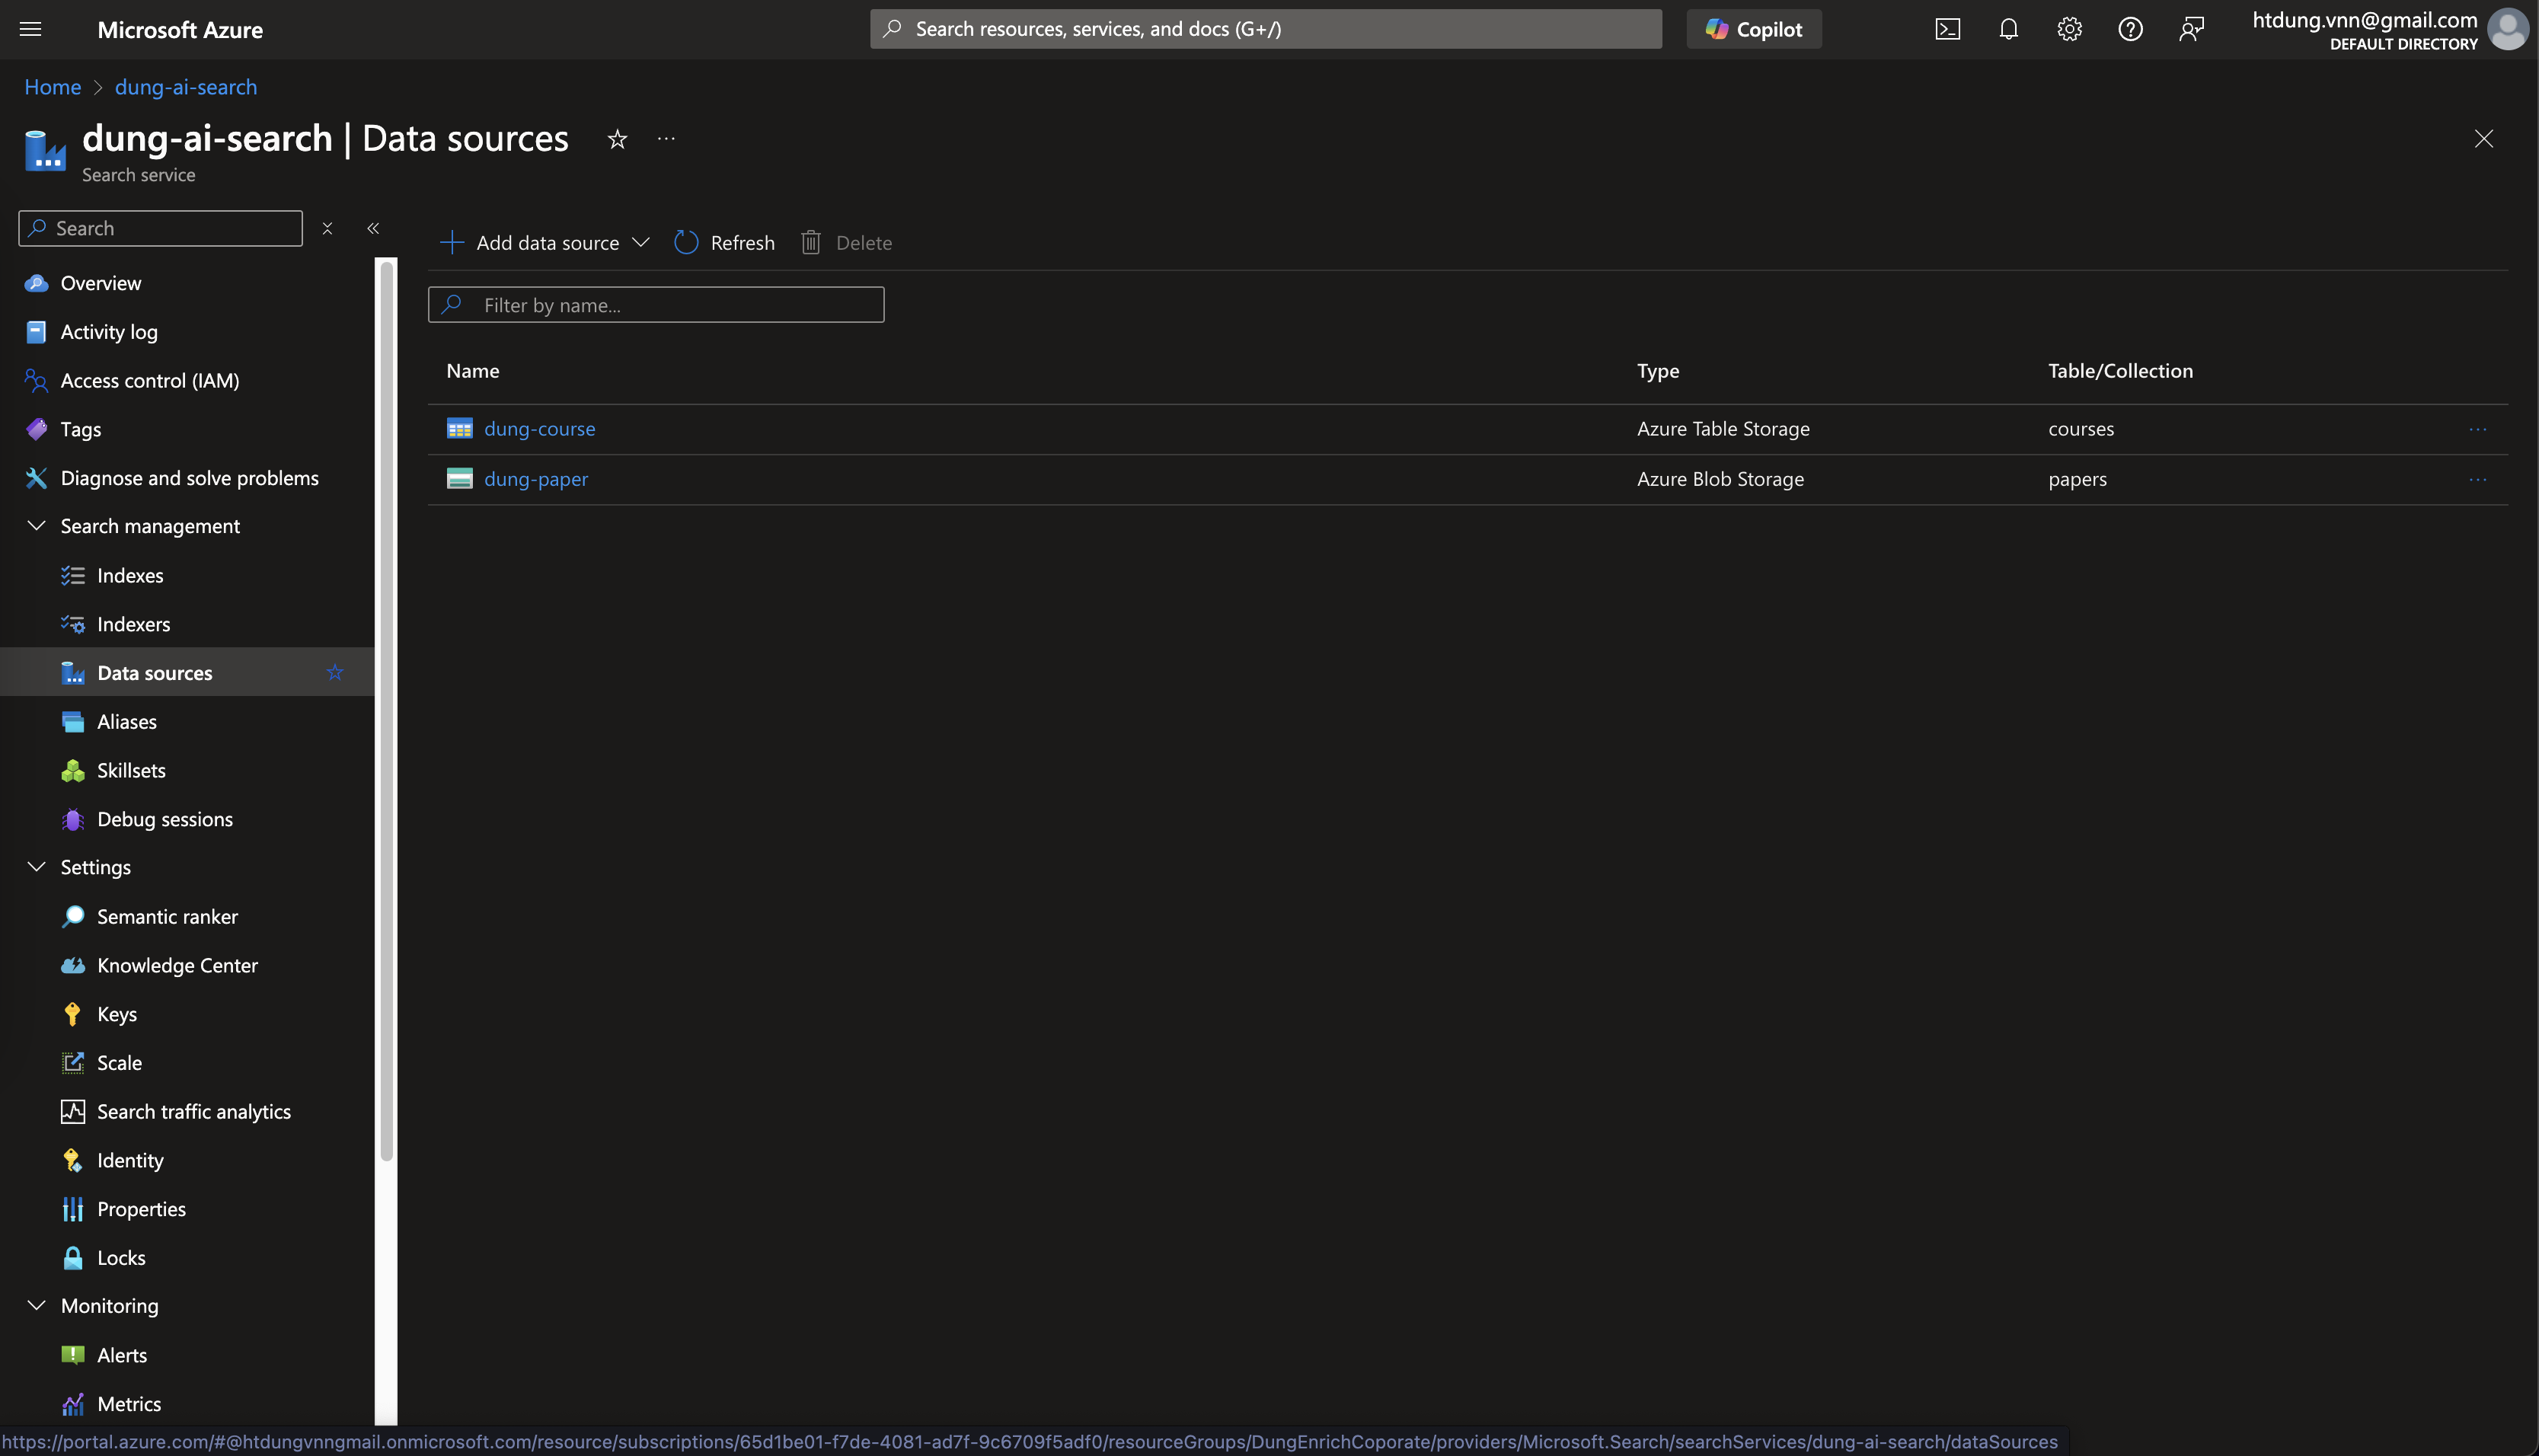 Microsoft Azure
Search resources, services, and docs (G+/)
Copilot
htdung.vnn@gmail.com
DEFAULT DIRECTORY
Home > dung-ai-search
dung-ai-search | Data sources
Search service
Search
Overview
Activity log
Access control (IAM)
Tags
Diagnose and solve problems
Search management
Indexes
Indexers
Data sources
Aliases
Skillsets
Debug sessions
Settings
Semantic ranker
Knowledge Center
Keys
Scale
Search traffic analytics
Identity
Properties
Locks
Monitoring
Alerts
Metrics
Add data source Refresh Delete
Filter by name...
Name Type Table/Collection
dung-course Azure Table Storage courses
dung-paper Azure Blob Storage papers
https://portal.azure.com/#@htdungvnngmail.onmicrosoft.com/resource/subscriptions/65d1be01-f7de-4081-ad7f-9c6709f5adf0/resourceGroups/DungEnrichCoporate/providers/Microsoft.Search/searchServices/dung-ai-search/dataSources